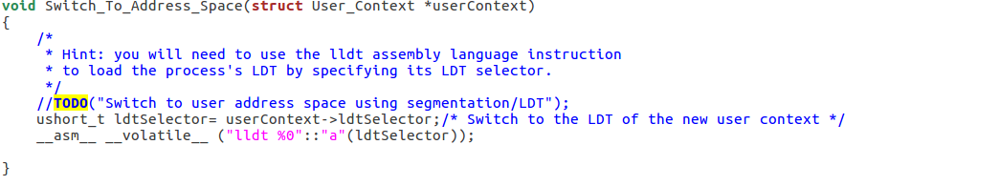 void Switch_To_Address_Space(struct User_Context *userContext)
{
    /*
     * Hint: you will need to use the lldt assembly language instruction
     * to load the process's LDT by specifying its LDT selector.
     */
    //TODO("Switch to user address space using segmentation/LDT");
    ushort_t ldtSelector= userContext->ldtSelector;/* Switch to the LDT of the new user context */
    __asm__ __volatile__ ("lldt %0"::"a"(ldtSelector));
}